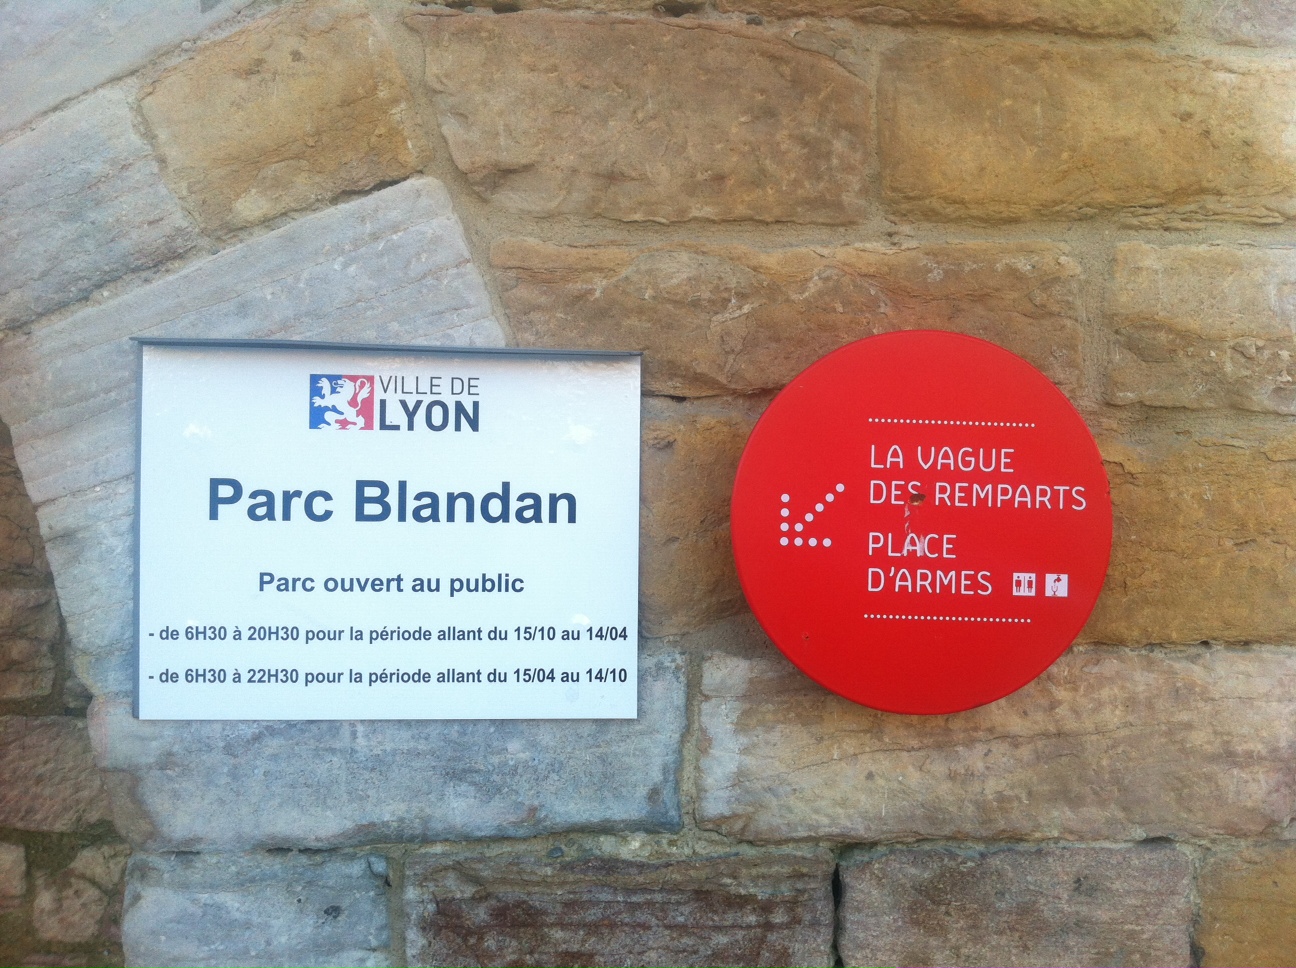 VILLE DE
LYON
Parc Blandan
Parc ouvert au public
- de 6H30 à 20H30 pour la période allant du 15/10 au 14/04
- de 6H30 à 22H30 pour la période allant du 15/04 au 14/10
LA VAGUE
DES REMPARTS
PLACE
D'ARMES